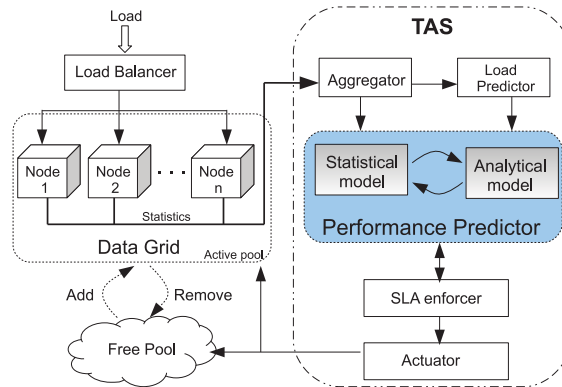 Load
TAS
Load Balancer
Aggregator
Load
Predictor
Node
1
Node
2
. . .
Node
n
Statistical
model
Analytical
model
Statistics
Performance Predictor
Data Grid
Active pool
Add
Remove
SLA enforcer
Free Pool
Actuator